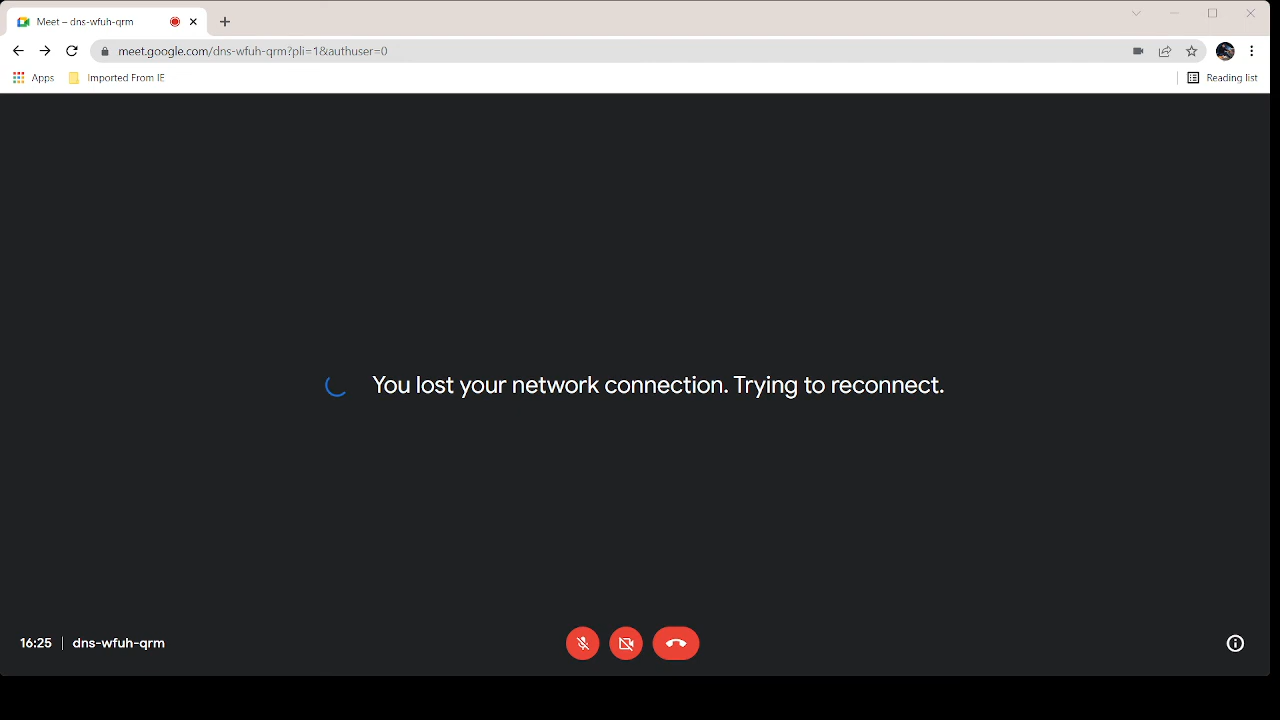 Meet – dns-wfuh-qrm
meet.google.com/dns-wfuh-qrm?pli=1&authuser=0
Apps Imported From IE Reading list
You lost your network connection. Trying to reconnect.
16:25 | dns-wfuh-qrm